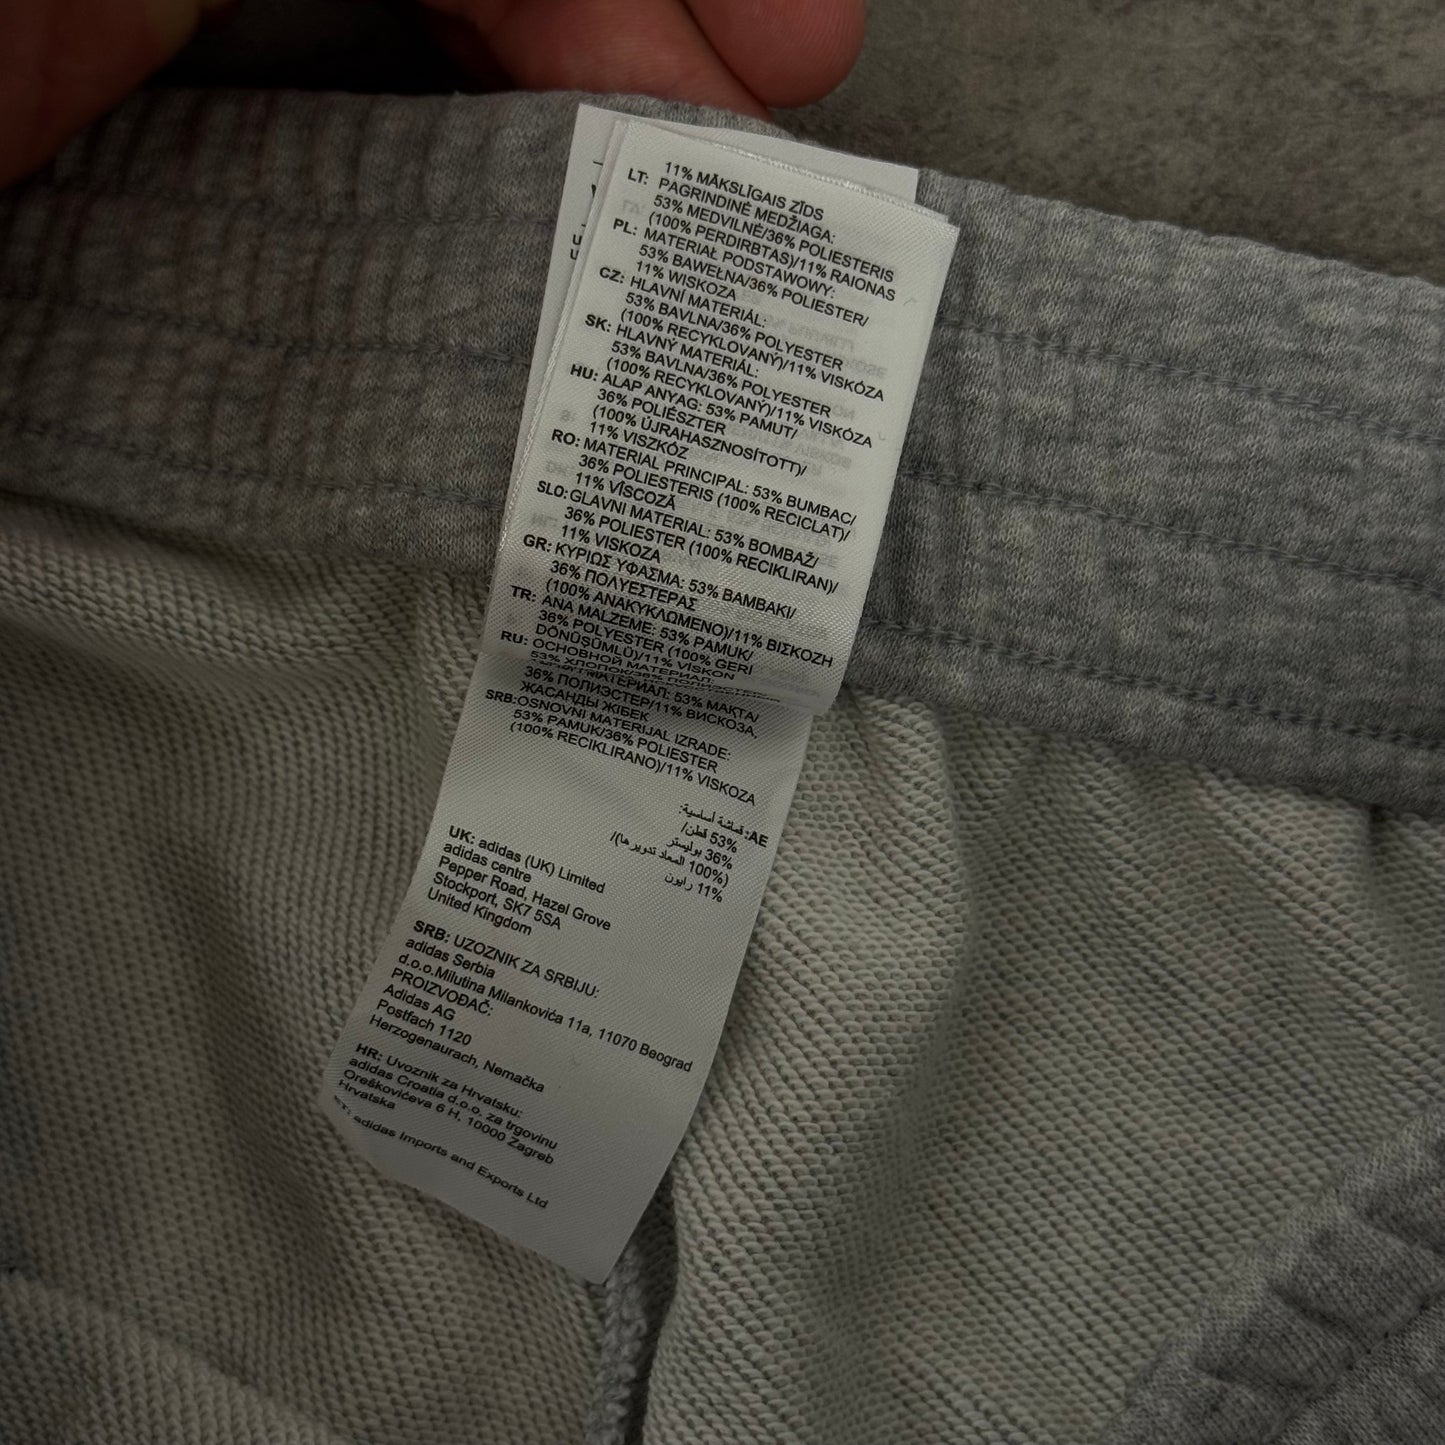 11% MĀKSLĪGAIS ZĪDS
LT: PAGRINDINĖ MEDŽIAGA:
53% MEDVILNĖ/36% POLIESTERIS
(100% PERDIRBTAS)/11% RAIONAS
PL: MATERIAŁ PODSTAWOWY:
53% BAWEŁNA/36% POLIESTER/
11% WISKOZA
CZ: HLAVNÍ MATERIÁL:
53% BAVLNA/36% POLYESTER
(100% RECYKLOVANÝ)/11% VISKÓZA
SK: HLAVNÝ MATERIÁL:
53% BAVLNA/36% POLYESTER
(100% RECYKLOVANÝ)/11% VISKÓZA
HU: ALAP ANYAG: 53% PAMUT/
36% POLIÉSZTER
(100% ÚJRAHASZNOSÍTOTT)/
11% VISZKÓZ
RO: MATERIAL PRINCIPAL: 53% BUMBAC/
36% POLIESTERIS (100% RECICLAT)/
11% VÎSCOZĂ
SLO: GLAVNI MATERIAL: 53% BOMBAŽ/
36% POLIESTER (100% RECIKLIRAN)/
11% VISKOZA
GR: ΚΥΡΙΩΣ ΥΦΑΣΜΑ: 53% ΒΑΜΒΑΚΙ/
36% ΠΟΛΥΕΣΤΕΡΑΣ
(100% ΑΝΑΚΥΚΛΩΜΕΝΟ)/11% ΒΙΣΚΟΖΗ
TR: ANA MALZEME: 53% PAMUK/
36% POLYESTER (100% GERİ
DÖNÜŞÜMLÜ)/11% VISKON
RU: ОСНОВНОЙ МАТЕРИАЛ:
53% ХЛОПОК/36% ПОЛИЭСТЕР/
МАТЕРИАЛ: 53% МАКТА/
36% ПОЛИЭСТЕР/11% ВИСКОЗА,
ЖАСАНДЫ ЖІБЕК
SRB: OSNOVNI MATERIJAL IZRADE:
53% PAMUK/36% POLIESTER
(100% RECIKLIRANO)/11% VISKOZA
AE: قماشة أساسية:
53% قطن/
36% بوليستر
(100% المعاد تدويرها)/
11% رايون
UK: adidas (UK) Limited
adidas centre
Pepper Road, Hazel Grove
Stockport, SK7 5SA
United Kingdom
SRB: UZOZNIK ZA SRBIJU:
adidas Serbia
d.o.o.Milutina Milankovića 11a, 11070 Beograd
PROIZVOĐAČ:
Adidas AG
Postfach 1120
Herzogenaurach, Nemačka
HR: Uvoznik za Hrvatsku:
adidas Croatia d.o.o. za trgovinu
Oreškovićeva 6 H, 10000 Zagreb
Hrvatska
adidas Imports and Exports Ltd